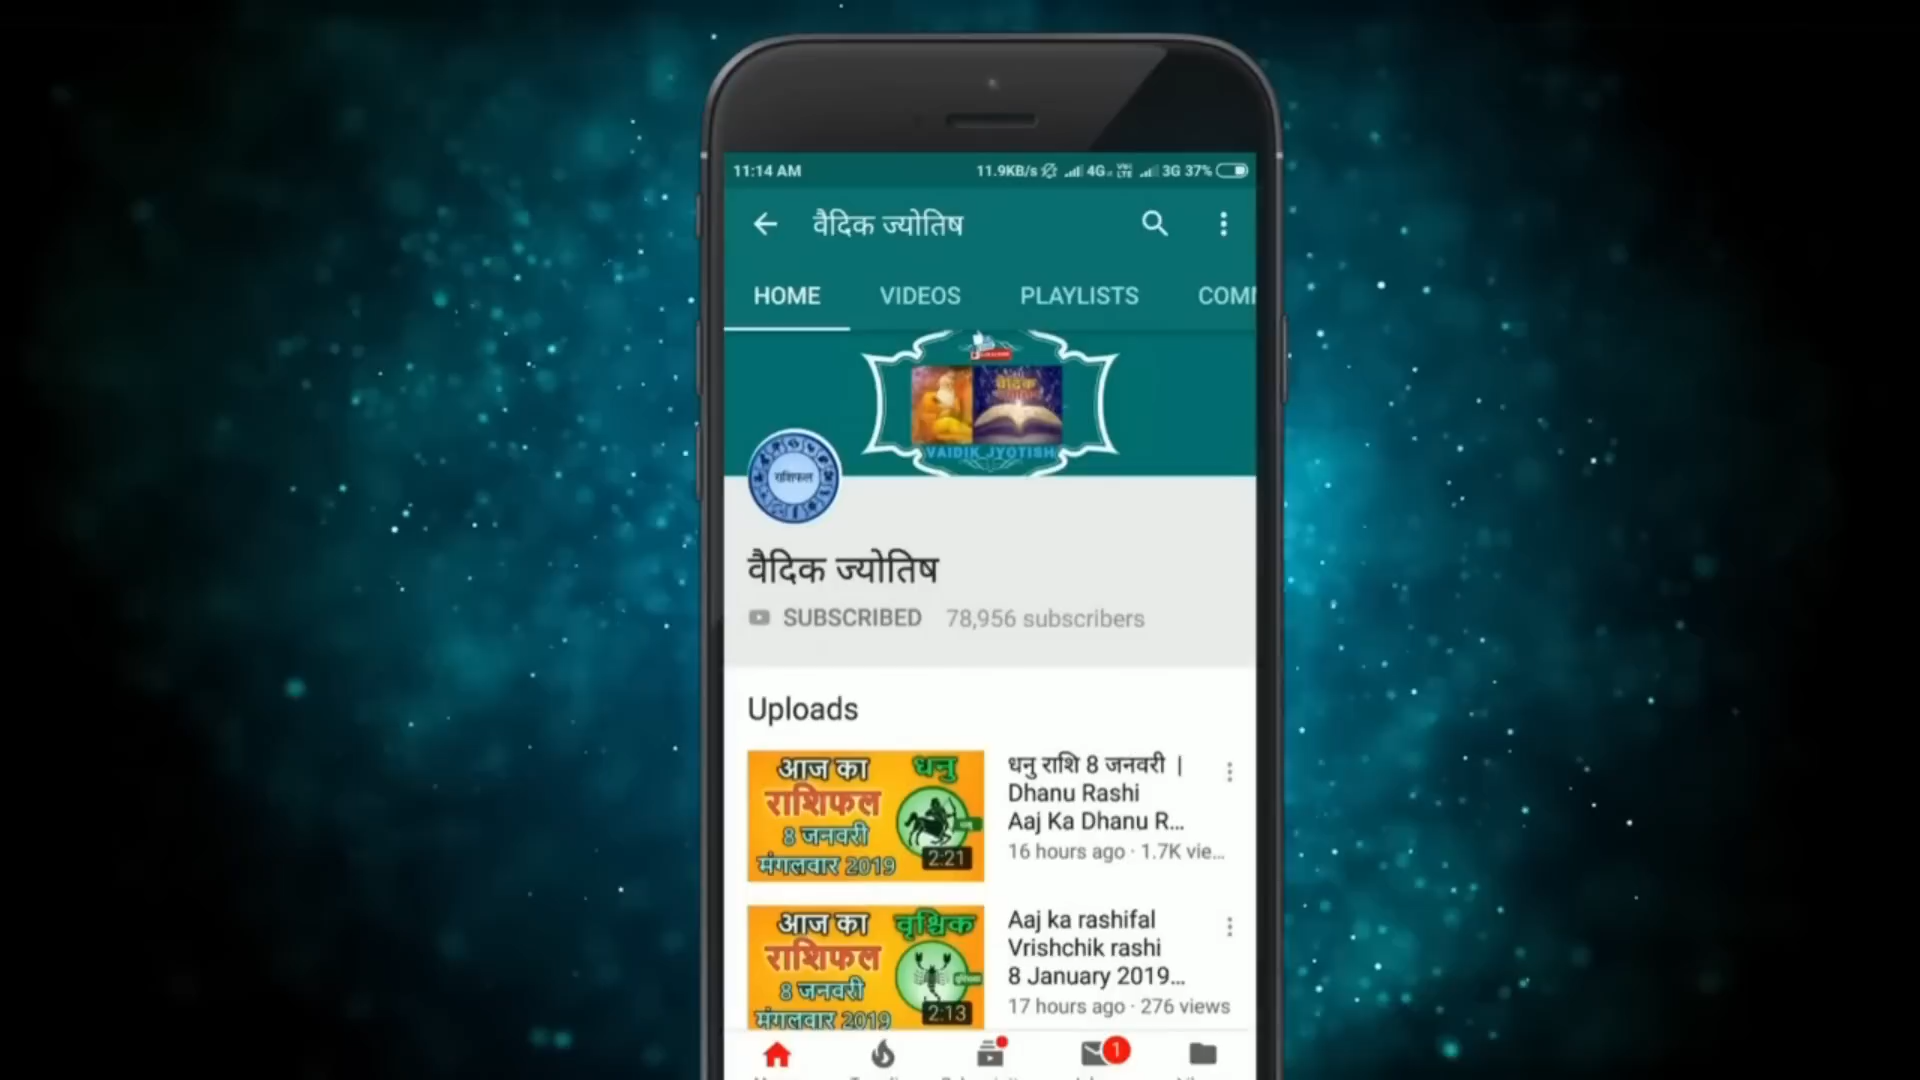 11:14 AM
11.9KB/s 4G VoLTE 3G 37%
वैदिक ज्योतिष
HOME VIDEOS PLAYLISTS COM
वैदिक
VAIDIK JYOTISH
राशिफल
वैदिक ज्योतिष
SUBSCRIBED 78,956 subscribers
Uploads
आज का धनु
राशिफल
8 जनवरी
मंगलवार 2019
2:21
धनु राशि 8 जनवरी |
Dhanu Rashi
Aaj Ka Dhanu R...
16 hours ago · 1.7K vie...
आज का वृश्चिक
राशिफल
8 जनवरी
मंगलवार 2019
2:13
Aaj ka rashifal
Vrishchik rashi
8 January 2019...
17 hours ago · 276 views
1